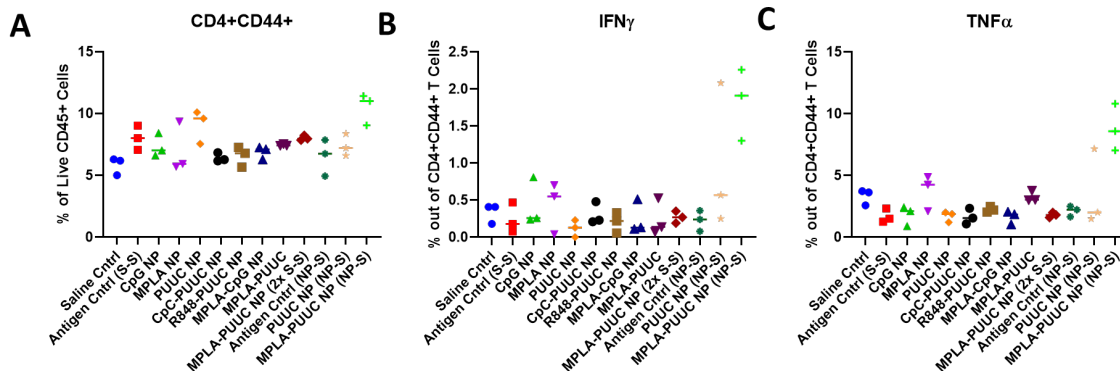 A
CD4+CD44+
% of Live CD45+ Cells
15
10
5
0
Saline Cntrl
Antigen Cntrl (S-S)
CpG NP
MPLA NP
PUUC NP
CpC-PUUC NP
R848-PUUC NP
MPLA-CpG NP
MPLA-PUUC
MPLA-PUUC NP (2x S-S)
Antigen Cntrl (NP-S)
PUUC NP (NP-S)
MPLA-PUUC NP (NP-S)
B
IFNγ
% out of CD4+CD44+ T Cells
2.5
2.0
1.5
1.0
0.5
0.0
Saline Cntrl
Antigen Cntrl (S-S)
CpG NP
MPLA NP
PUUC NP
CpC-PUUC NP
R848-PUUC NP
MPLA-CpG NP
MPLA-PUUC
MPLA-PUUC NP (2x S-S)
Antigen Cntrl (NP-S)
PUUC NP (NP-S)
MPLA-PUUC NP (NP-S)
C
TNFα
% out of CD4+CD44+ T Cells
15
10
5
0
Saline Cntrl
Antigen Cntrl (S-S)
CpG NP
MPLA NP
PUUC NP
CpC-PUUC NP
R848-PUUC NP
MPLA-CpG NP
MPLA-PUUC
MPLA-PUUC NP (2x S-S)
Antigen Cntrl (NP-S)
PUUC NP (NP-S)
MPLA-PUUC NP (NP-S)